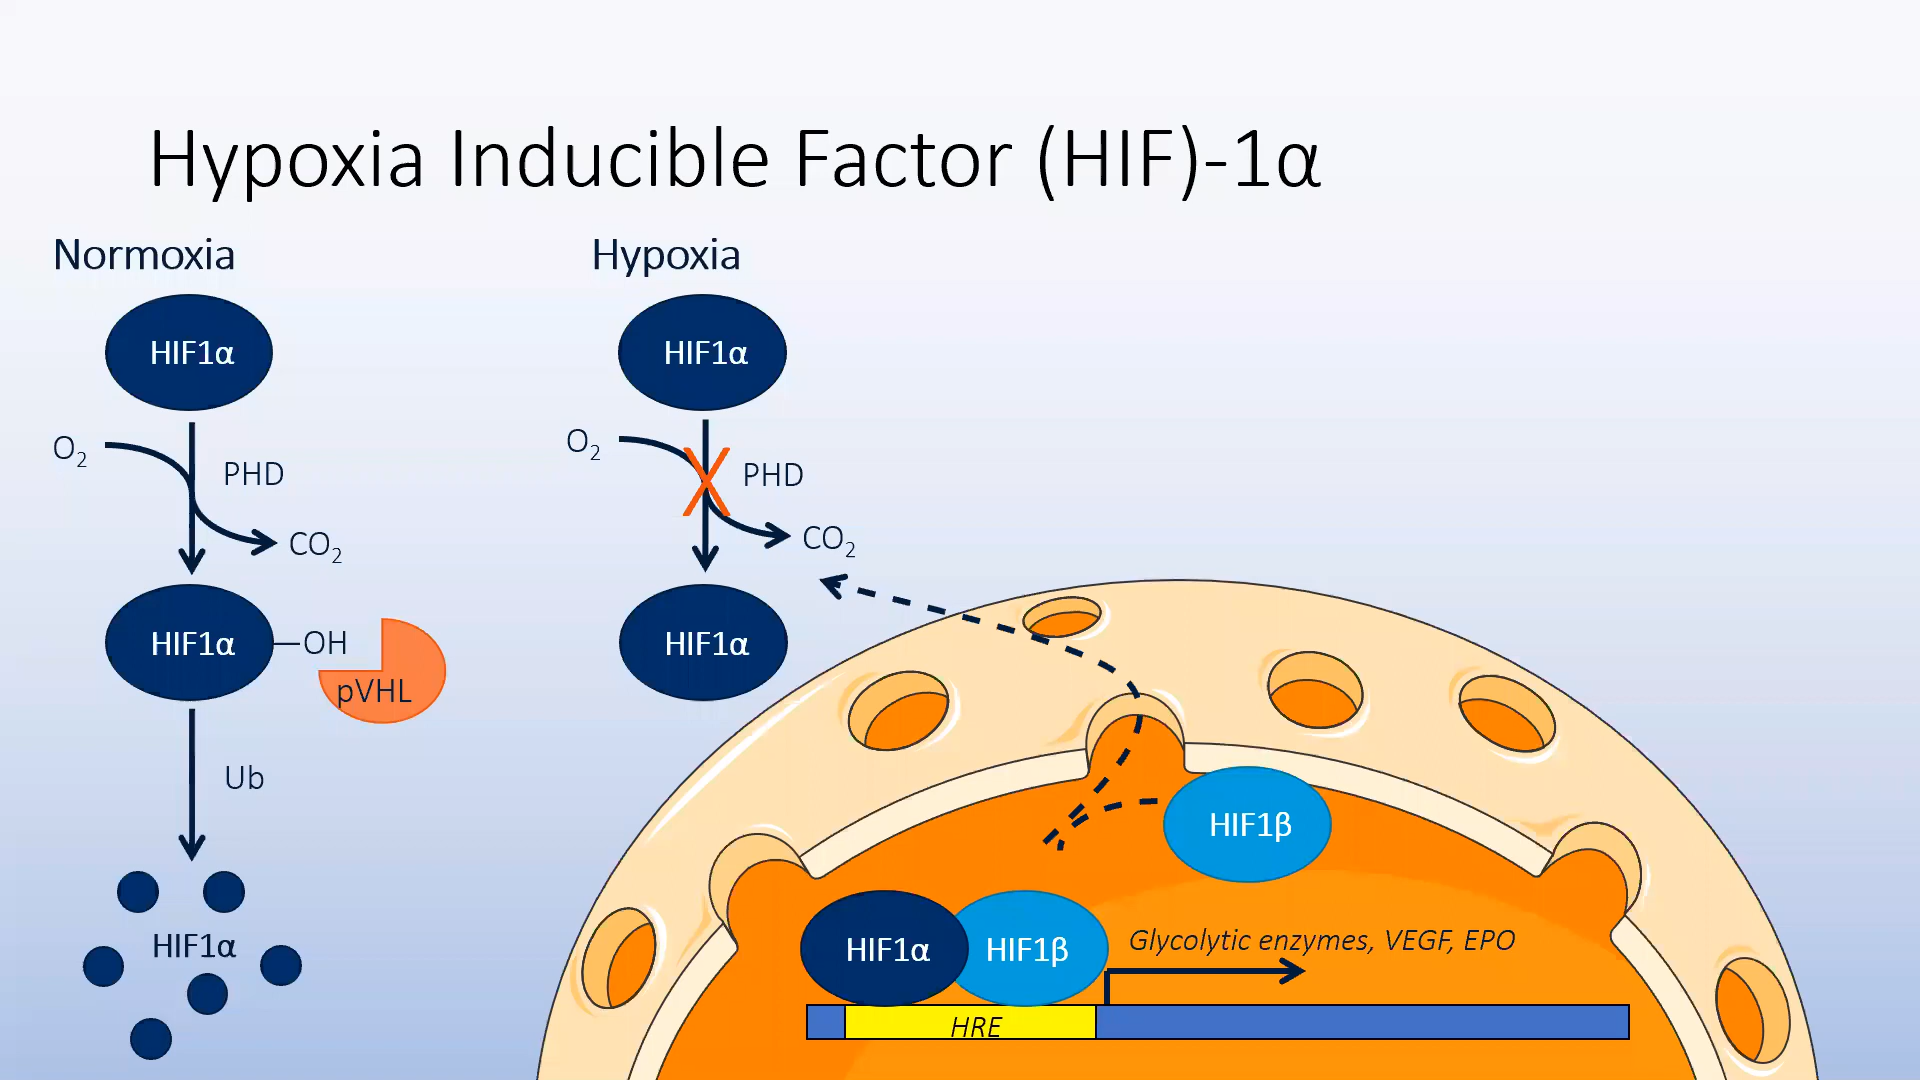 Hypoxia Inducible Factor (HIF)-1α
Normoxia
HIF1α
O₂
PHD
CO₂
HIF1α
OH
pVHL
Ub
HIF1α
Hypoxia
HIF1α
O₂
PHD
CO₂
HIF1α
HIF1β
HIF1α
HIF1β
Glycolytic enzymes, VEGF, EPO
HRE